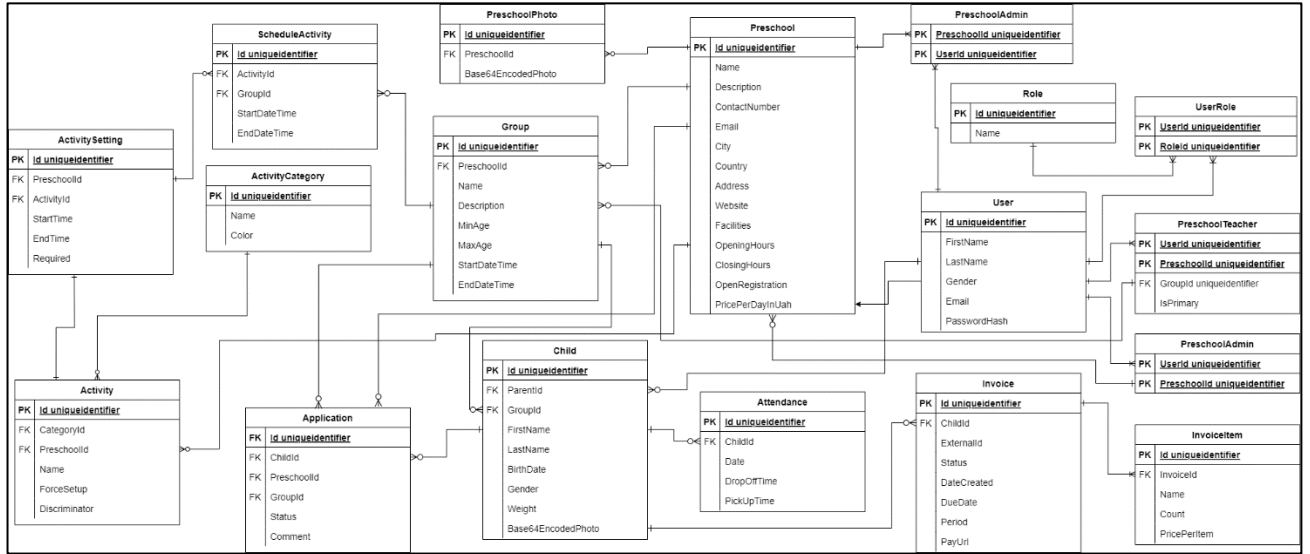 ScheduleActivity
PK Id uniqueidentifier
FK ActivityId
FK GroupId
StartDateTime
EndDateTime
PreschoolPhoto
PK Id uniqueidentifier
FK PreschoolId
Base64EncodedPhoto
Preschool
PK Id uniqueidentifier
Name
Description
ContactNumber
Email
City
Country
Address
Website
Facilities
OpeningHours
ClosingHours
OpenRegistration
PricePerDayInUah
PreschoolAdmin
PK PreschoolId uniqueidentifier
PK UserId uniqueidentifier
Role
PK Id uniqueidentifier
Name
UserRole
PK UserId uniqueidentifier
PK RoleId uniqueidentifier
ActivitySetting
PK Id uniqueidentifier
FK PreschoolId
FK ActivityId
StartTime
EndTime
Required
ActivityCategory
PK Id uniqueidentifier
Name
Color
Group
PK Id uniqueidentifier
FK PreschoolId
Name
Description
MinAge
MaxAge
StartDateTime
EndDateTime
User
PK Id uniqueidentifier
FirstName
LastName
Gender
Email
PasswordHash
PreschoolTeacher
PK UserId uniqueidentifier
PK PreschoolId uniqueidentifier
FK GroupId uniqueidentifier
IsPrimary
PreschoolAdmin
PK UserId uniqueidentifier
PK PreschoolId uniqueidentifier
Activity
PK Id uniqueidentifier
FK CategoryId
FK PreschoolId
Name
ForceSetup
Discriminator
Application
FK Id uniqueidentifier
FK ChildId
FK PreschoolId
FK GroupId
Status
Comment
Child
PK Id uniqueidentifier
FK ParentId
FK GroupId
FirstName
LastName
BirthDate
Gender
Weight
Base64EncodedPhoto
Attendance
PK Id uniqueidentifier
FK ChildId
Date
DropOffTime
PickUpTime
Invoice
PK Id uniqueidentifier
FK ChildId
ExternalId
Status
DateCreated
DueDate
Period
PayUrl
InvoiceItem
PK Id uniqueidentifier
FK InvoiceId
Name
Count
PricePerItem